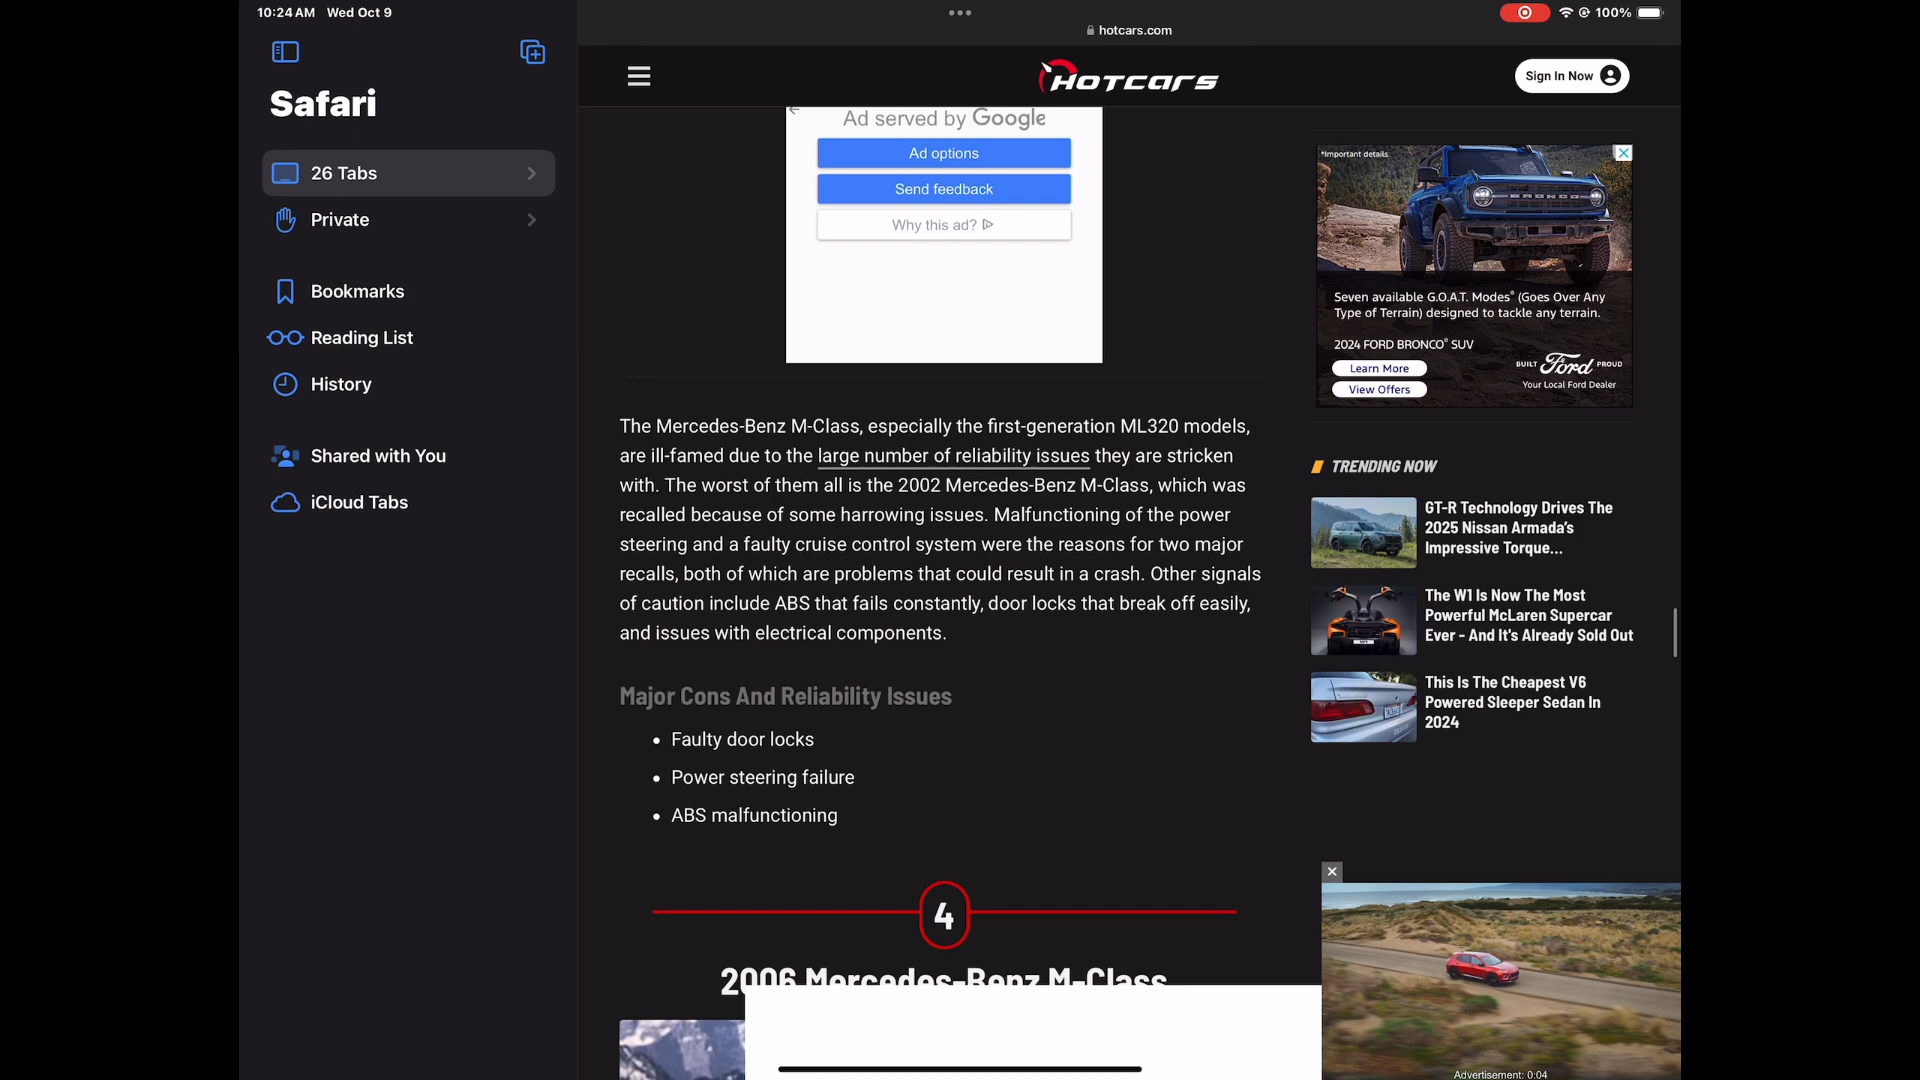 10:24 AM Wed Oct 9
100%
Safari
26 Tabs
Private
Bookmarks
Reading List
History
Shared with You
iCloud Tabs
hotcars.com
HOTCARS
Sign In Now
Ad served by Google
Ad options
Send feedback
Why this ad?
The Mercedes-Benz M-Class, especially the first-generation ML320 models,
are ill-famed due to the large number of reliability issues they are stricken
with. The worst of them all is the 2002 Mercedes-Benz M-Class, which was
recalled because of some harrowing issues. Malfunctioning of the power
steering and a faulty cruise control system were the reasons for two major
recalls, both of which are problems that could result in a crash. Other signals
of caution include ABS that fails constantly, door locks that break off easily,
and issues with electrical components.
Major Cons And Reliability Issues
• Faulty door locks
• Power steering failure
• ABS malfunctioning
4
2006 Mercedes-Benz M-Class
*Important details
BRONCO
Seven available G.O.A.T. Modes® (Goes Over Any
Type of Terrain) designed to tackle any terrain.
2024 FORD BRONCO® SUV
Learn More
View Offers
BUILT Ford PROUD
Your Local Ford Dealer
TRENDING NOW
GT-R Technology Drives The
2025 Nissan Armada's
Impressive Torque...
The W1 Is Now The Most
Powerful McLaren Supercar
Ever - And It's Already Sold Out
This Is The Cheapest V6
Powered Sleeper Sedan In
2024
Advertisement: 0:04